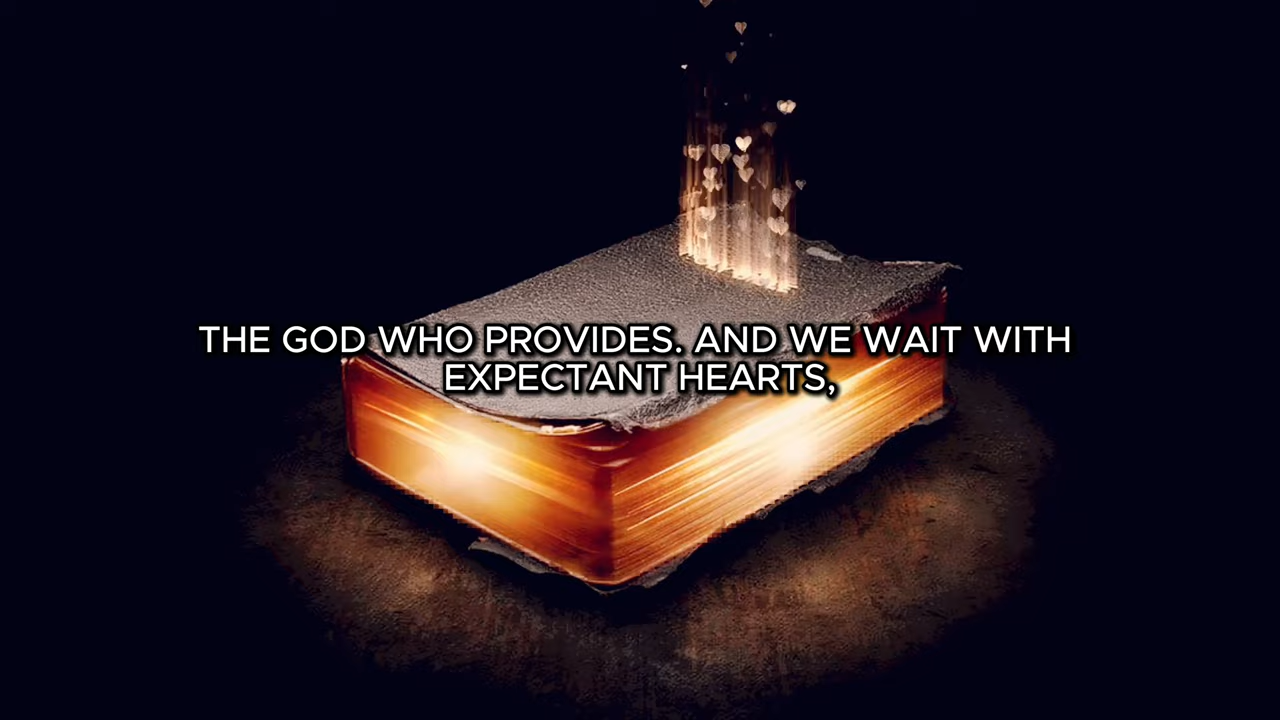 THE GOD WHO PROVIDES. AND WE WAIT WITH
EXPECTANT HEARTS,